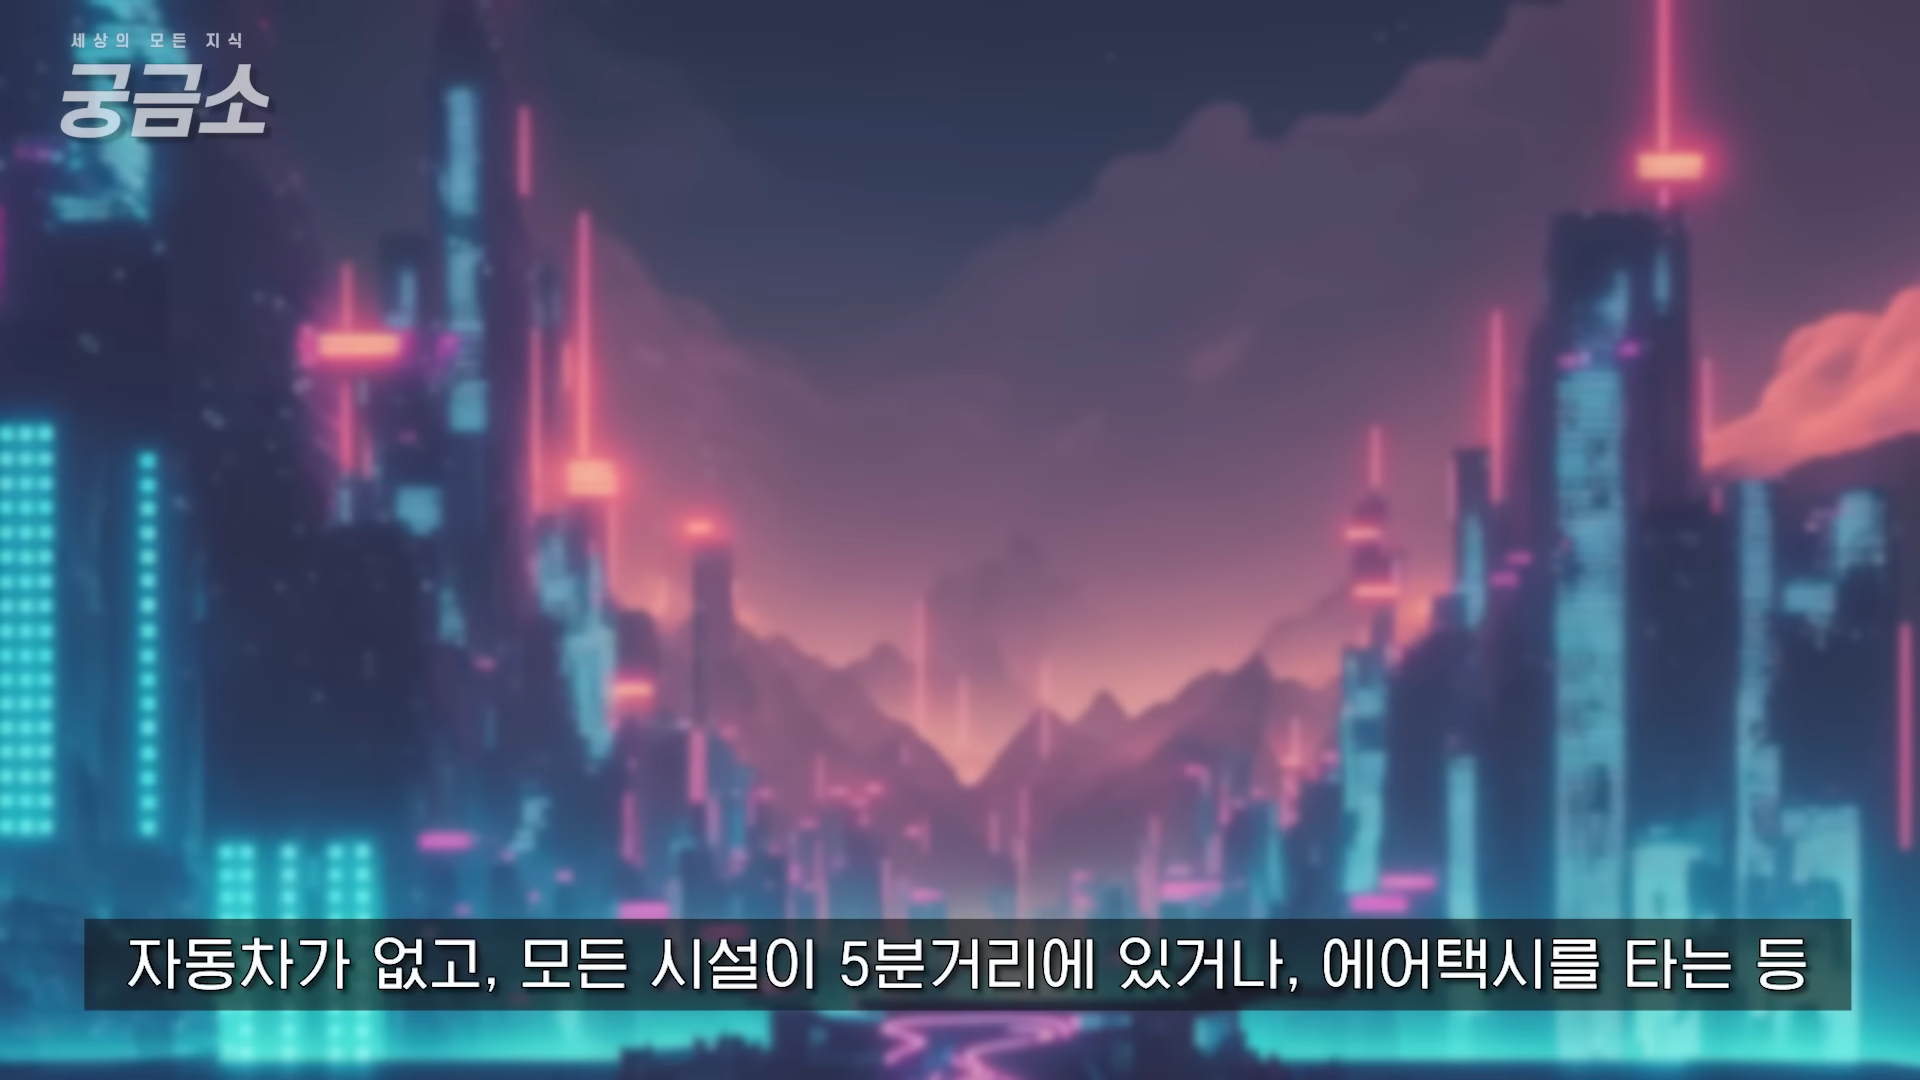 세상의 모든 지식
궁금소
자동차가 없고, 모든 시설이 5분거리에 있거나, 에어택시를 타는 등